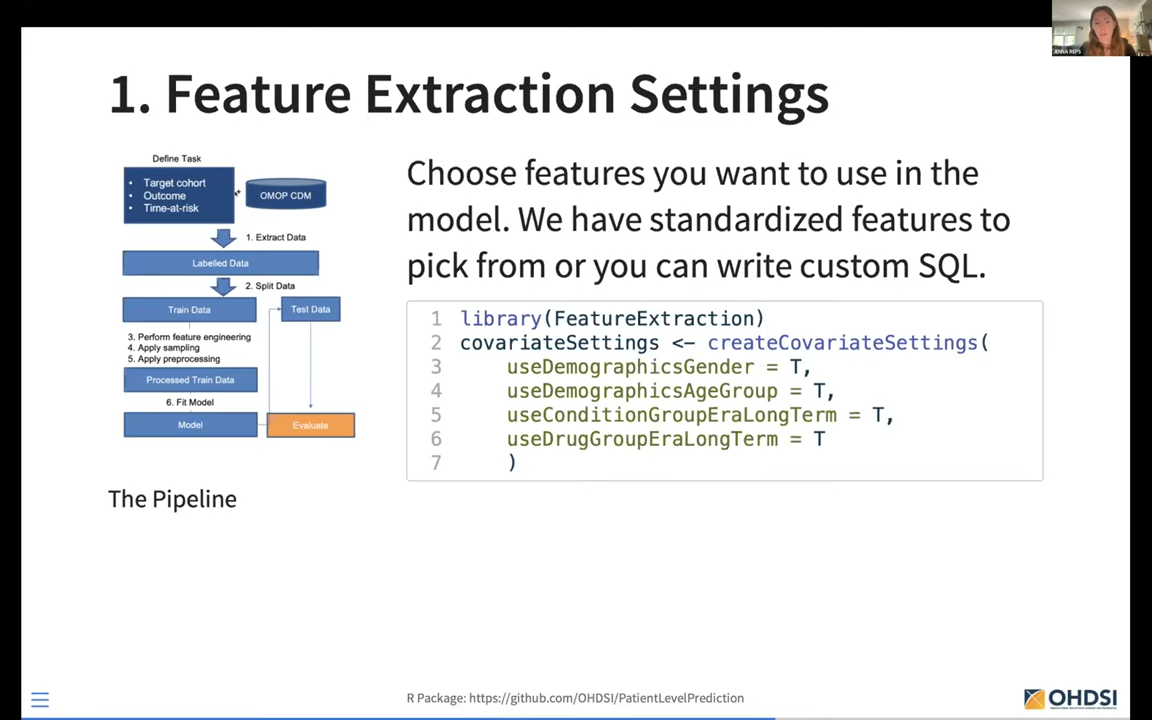 JENNA REPS
1. Feature Extraction Settings
Define Task
• Target cohort
• Outcome
• Time-at-risk
OMOP CDM
1. Extract Data
Labelled Data
2. Split Data
Train Data
Test Data
3. Perform feature engineering
4. Apply sampling
5. Apply preprocessing
Processed Train Data
6. Fit Model
Model
Evaluate
The Pipeline
Choose features you want to use in the
model. We have standardized features to
pick from or you can write custom SQL.
1 library(FeatureExtraction)
2 covariateSettings <- createCovariateSettings(
3 useDemographicsGender = T,
4 useDemographicsAgeGroup = T,
5 useConditionGroupEraLongTerm = T,
6 useDrugGroupEraLongTerm = T
7 )
R Package: https://github.com/OHDSI/PatientLevelPrediction
OHDSI